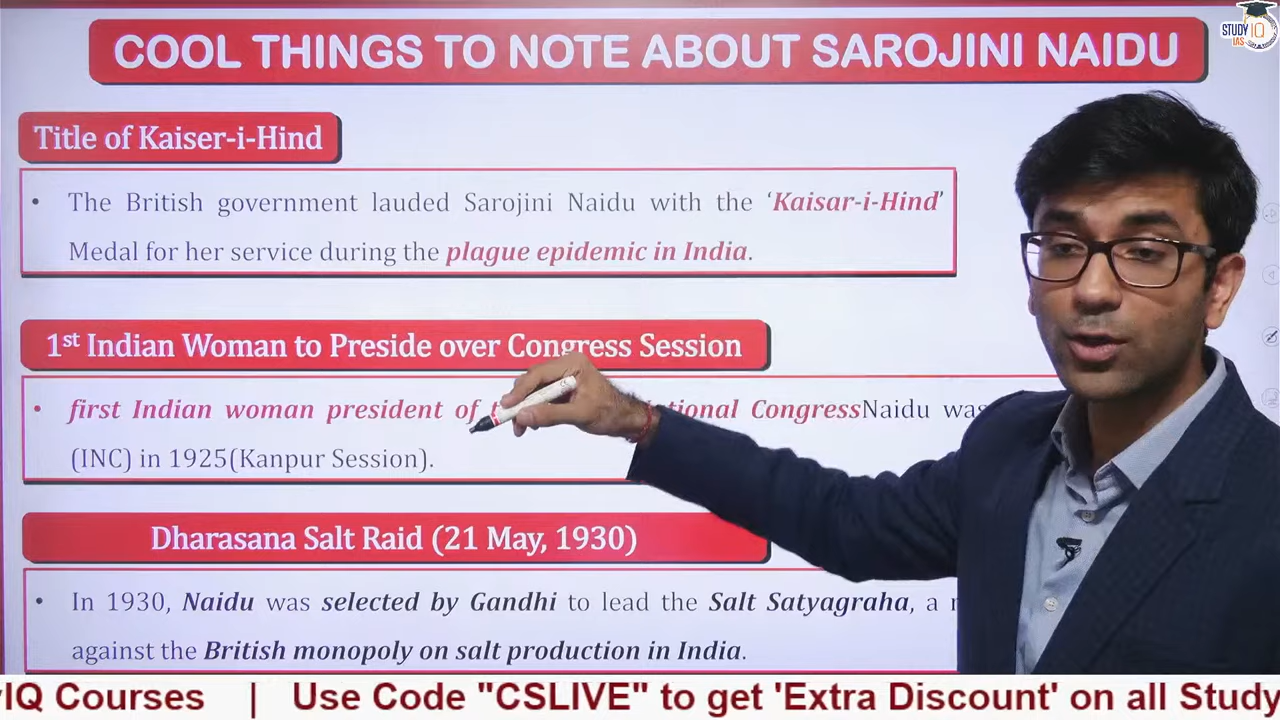 STUDY IQ
IAS
COOL THINGS TO NOTE ABOUT SAROJINI NAIDU
Title of Kaiser-i-Hind
• The British government lauded Sarojini Naidu with the ‘Kaisar-i-Hind’
Medal for her service during the plague epidemic in India.
1st Indian Woman to Preside over Congress Session
• first Indian woman president of CongressNaidu was
(INC) in 1925(Kanpur Session).
Dharasana Salt Raid (21 May, 1930)
• In 1930, Naidu was selected by Gandhi to lead the Salt Satyagraha, a
against the British monopoly on salt production in India.
IQ Courses | Use Code "CSLIVE" to get 'Extra Discount' on all Study